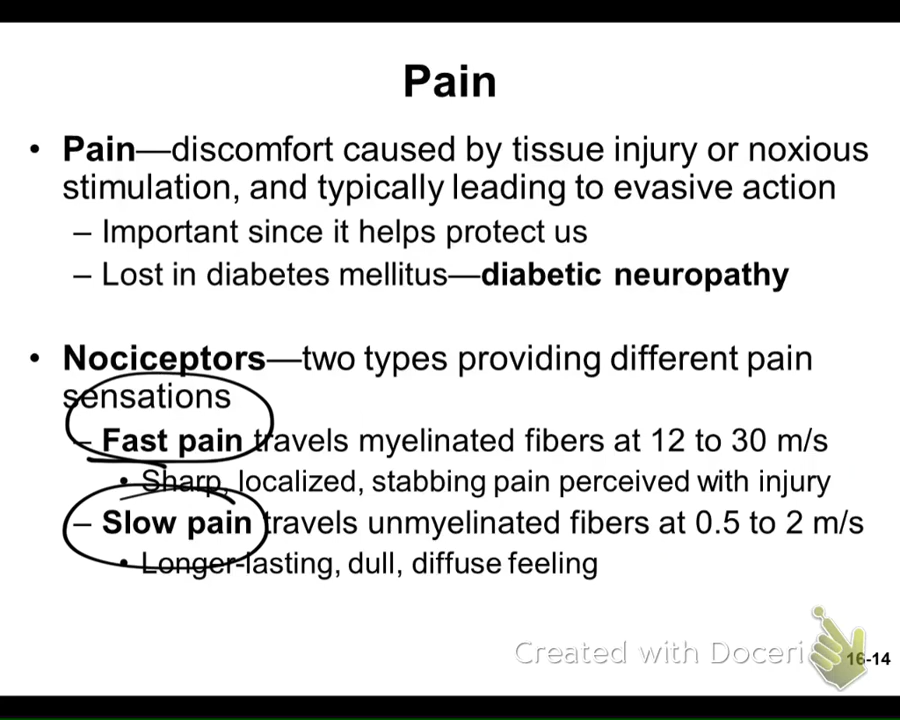 Pain
• Pain—discomfort caused by tissue injury or noxious
stimulation, and typically leading to evasive action
– Important since it helps protect us
– Lost in diabetes mellitus—diabetic neuropathy
• Nociceptors—two types providing different pain
sensations
– Fast pain travels myelinated fibers at 12 to 30 m/s
• Sharp, localized, stabbing pain perceived with injury
– Slow pain travels unmyelinated fibers at 0.5 to 2 m/s
• Longer-lasting, dull, diffuse feeling
Created with Doceri
16-14